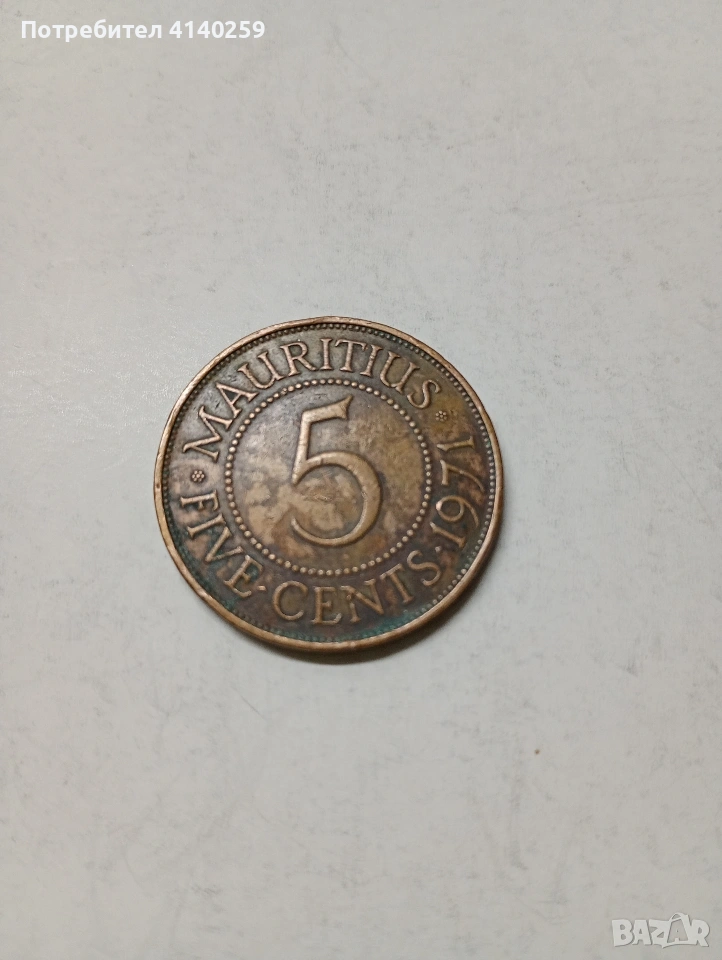 Потребител 4140259
MAURITIUS
5
FIVE · CENTS · 1971
BAZAR